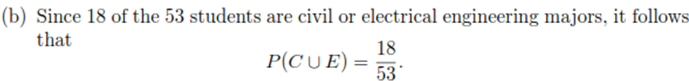 (b) Since 18 of the 53 students are civil or electrical engineering majors, it follows
that
P(C ∪ E) = 18/53.